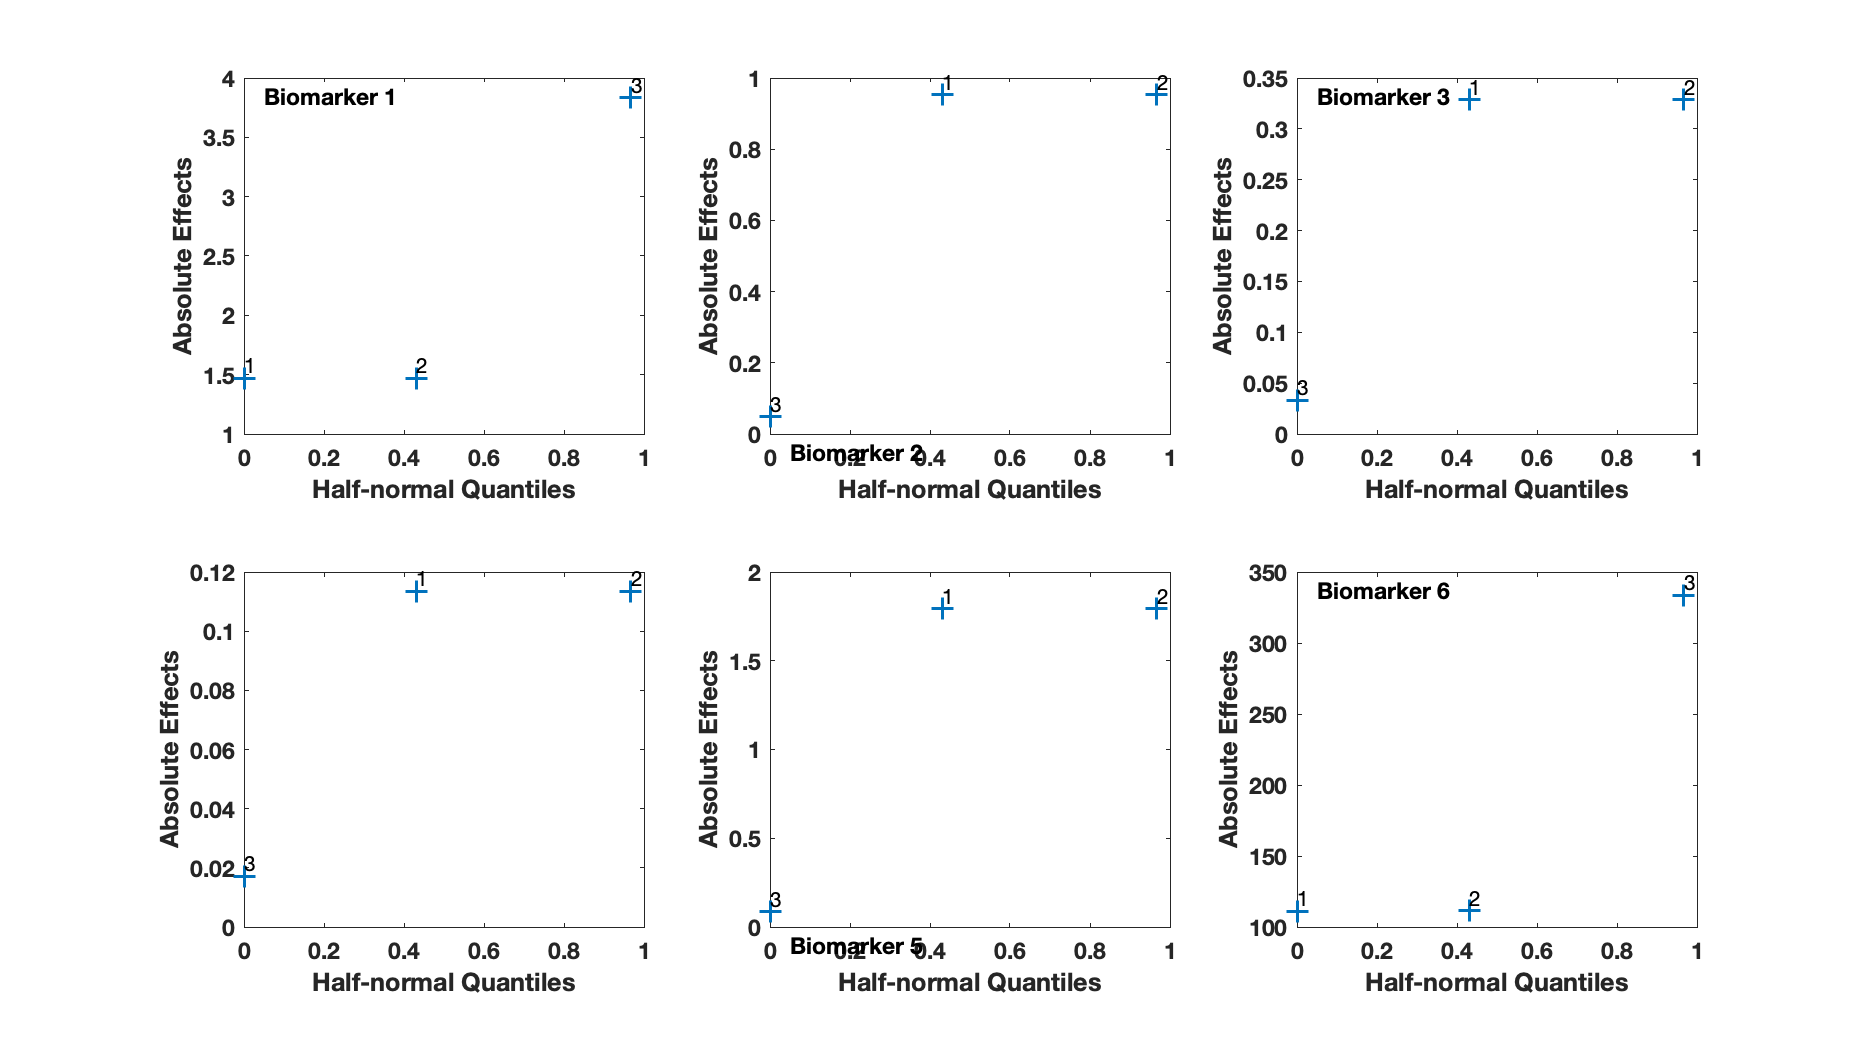 4
3.5
3
2.5
2
1.5
1
Absolute Effects
Biomarker 1
3
1
2
0 0.2 0.4 0.6 0.8 1
Half-normal Quantiles
1
0.8
0.6
0.4
0.2
0
Absolute Effects
1
2
3
Biomarker 2
0 0.2 0.4 0.6 0.8 1
Half-normal Quantiles
0.35
0.3
0.25
0.2
0.15
0.1
0.05
0
Absolute Effects
Biomarker 3
1
2
3
0 0.2 0.4 0.6 0.8 1
Half-normal Quantiles
0.12
0.1
0.08
0.06
0.04
0.02
0
Absolute Effects
1
2
3
0 0.2 0.4 0.6 0.8 1
Half-normal Quantiles
2
1.5
1
0.5
0
Absolute Effects
1
2
3
Biomarker 5
0 0.2 0.4 0.6 0.8 1
Half-normal Quantiles
350
300
250
200
150
100
Absolute Effects
Biomarker 6
3
1
2
0 0.2 0.4 0.6 0.8 1
Half-normal Quantiles